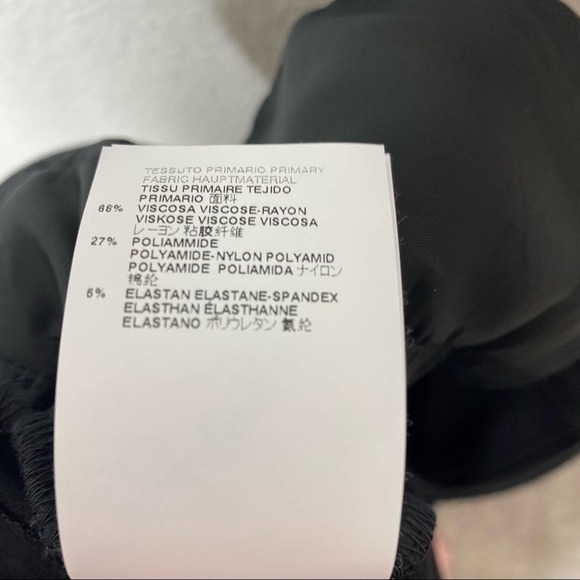 TESSUTO PRIMARIO PRIMARY
FABRIC HAUPTMATERIAL
TISSU PRIMAIRE TEJIDO
PRIMARIO 面料
66% VISCOSA VISCOSE-RAYON
VISKOSE VISCOSE VISCOSA
レーヨン 粘胶纤维
27% POLIAMMIDE
POLYAMIDE-NYLON POLYAMID
POLYAMIDE POLIAMIDA ナイロン
锦纶
5% ELASTAN ELASTANE-SPANDEX
ELASTHAN ÉLASTHANNE
ELASTANO ポリウレタン 氨纶